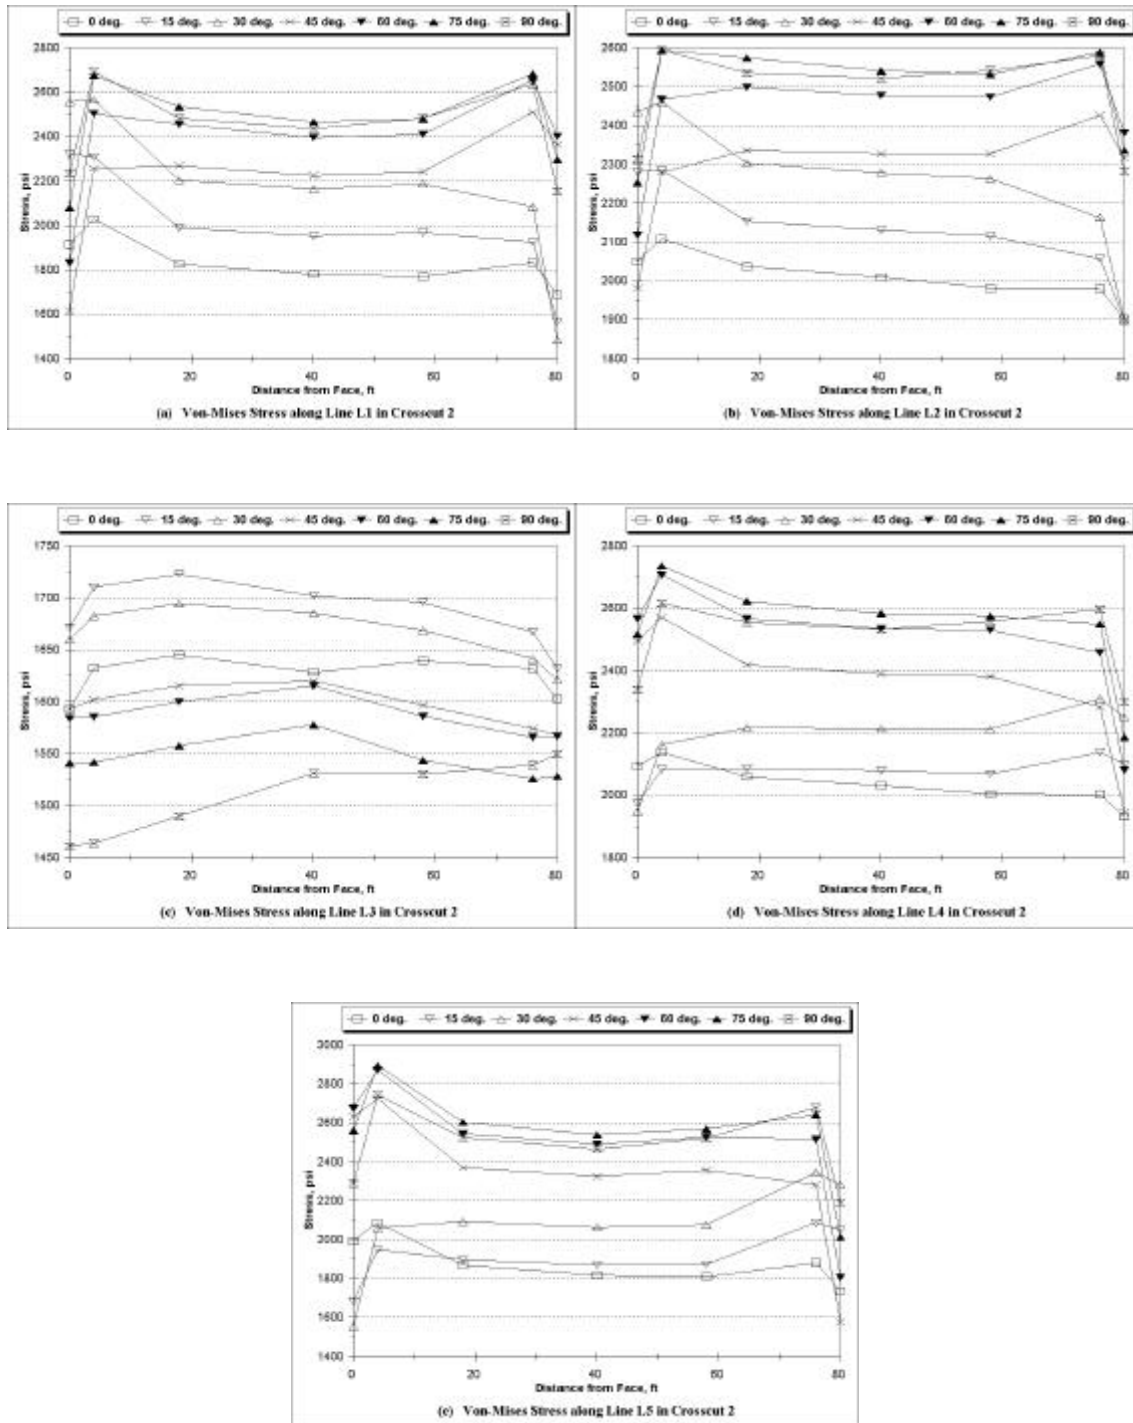 0 deg. 15 deg. 30 deg. 45 deg. 60 deg. 75 deg. 90 deg.
2800
2600
2400
2200
2000
1800
1600
1400
Stress, psi
0 20 40 60 80
Distance from Face, ft
(a) Von-Mises Stress along Line L1 in Crosscut 2
0 deg. 15 deg. 30 deg. 45 deg. 60 deg. 75 deg. 90 deg.
2600
2500
2400
2300
2200
2100
2000
1900
1800
Stress, psi
0 20 40 60 80
Distance from Face, ft
(b) Von-Mises Stress along Line L2 in Crosscut 2
0 deg. 15 deg. 30 deg. 45 deg. 60 deg. 75 deg. 90 deg.
1750
1700
1650
1600
1550
1500
1450
Stress, psi
0 20 40 60 80
Distance from Face, ft
(c) Von-Mises Stress along Line L3 in Crosscut 2
0 deg. 15 deg. 30 deg. 45 deg. 60 deg. 75 deg. 90 deg.
2800
2600
2400
2200
2000
1800
Stress, psi
0 20 40 60 80
Distance from Face, ft
(d) Von-Mises Stress along Line L4 in Crosscut 2
0 deg. 15 deg. 30 deg. 45 deg. 60 deg. 75 deg. 90 deg.
3000
2800
2600
2400
2200
2000
1800
1600
1400
Stress, psi
0 20 40 60 80
Distance from Face, ft
(e) Von-Mises Stress along Line L5 in Crosscut 2